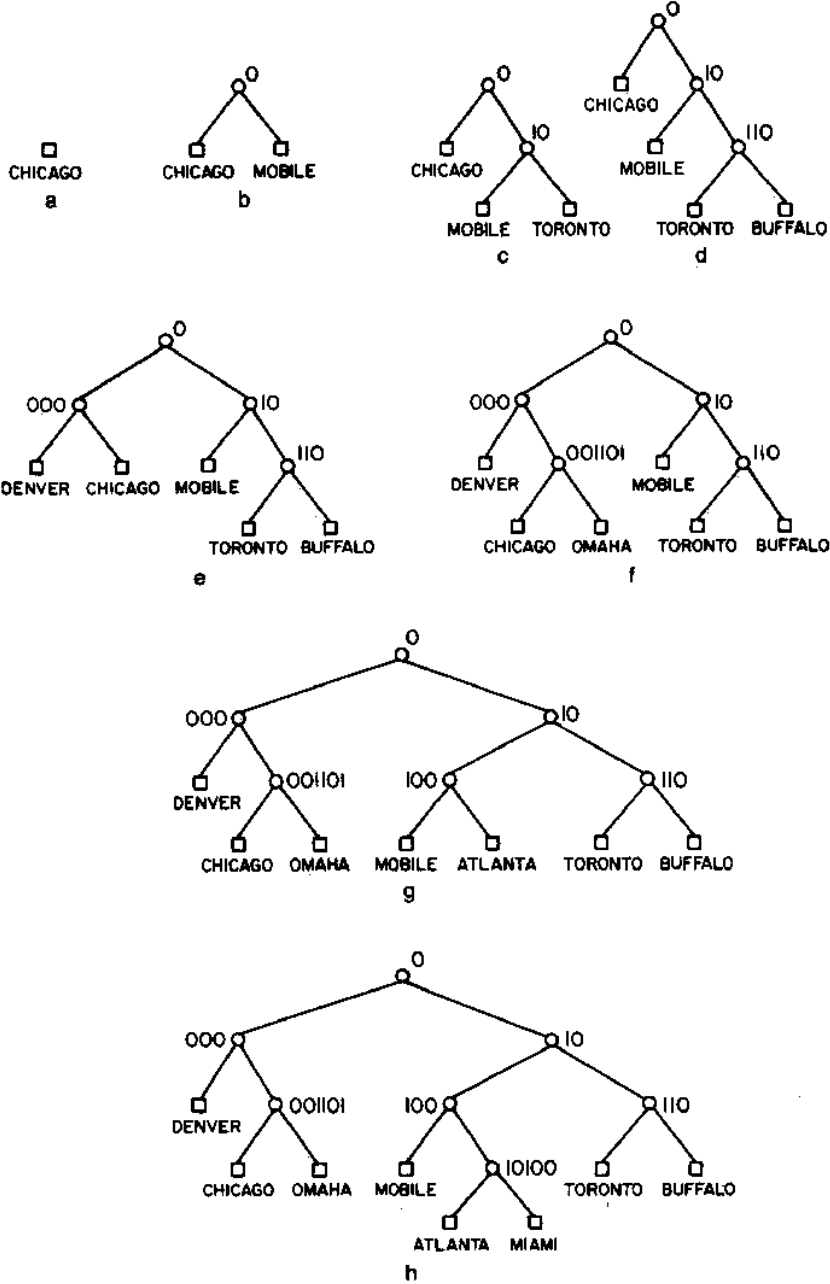 CHICAGO
a
0
CHICAGO MOBILE
b
0
CHICAGO
10
MOBILE TORONTO
c
0
CHICAGO
10
MOBILE
110
TORONTO BUFFALO
d
0
000 10
DENVER CHICAGO MOBILE
110
TORONTO BUFFALO
e
0
000 10
DENVER 001101 MOBILE 110
CHICAGO OMAHA TORONTO BUFFALO
f
0
000 10
DENVER 001101 100 110
CHICAGO OMAHA MOBILE ATLANTA TORONTO BUFFALO
g
0
000 10
DENVER 001101 100 110
CHICAGO OMAHA MOBILE 10100 TORONTO BUFFALO
ATLANTA MIAMI
h